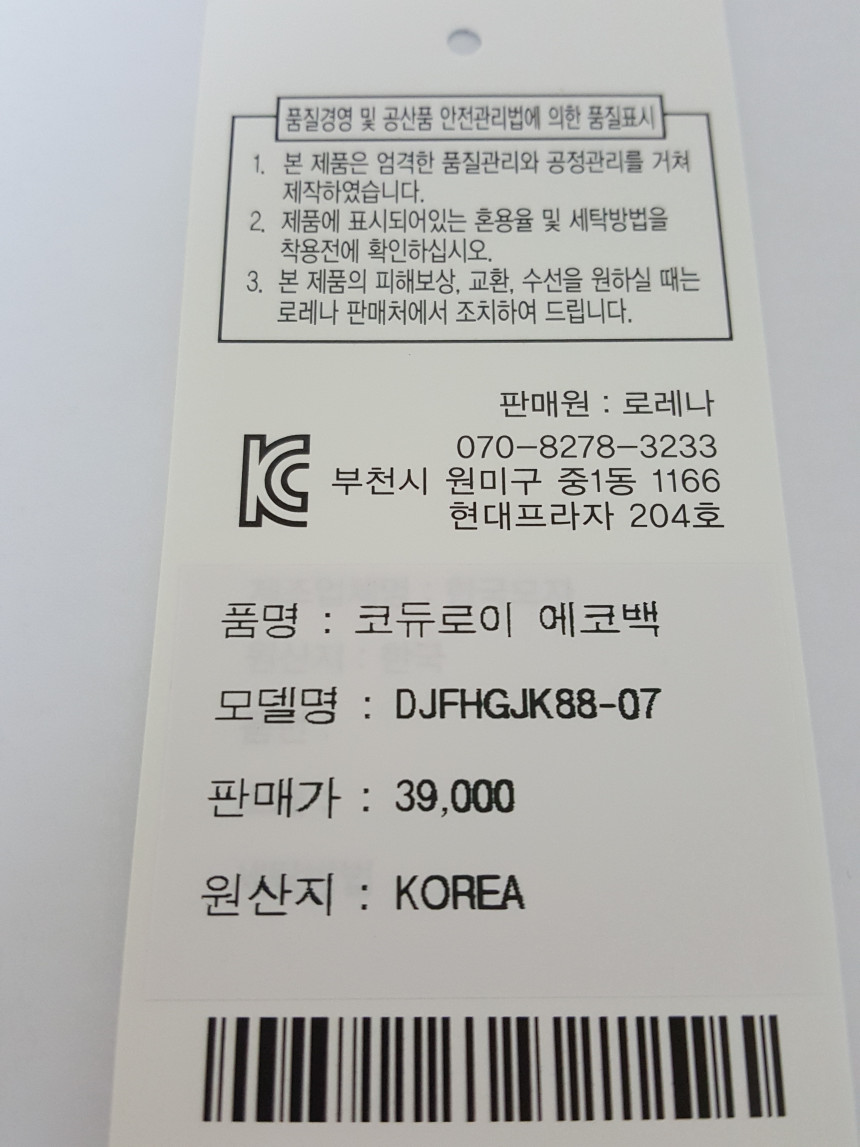 품질경영 및 공산품 안전관리법에 의한 품질표시
1. 본 제품은 엄격한 품질관리와 공정관리를 거쳐
제작하였습니다.
2. 제품에 표시되어있는 혼용율 및 세탁방법을
착용전에 확인하십시오.
3. 본 제품의 피해보상, 교환, 수선을 원하실 때는
로레나 판매처에서 조치하여 드립니다.
판매원 : 로레나
070-8278-3233
부천시 원미구 중1동 1166
현대프라자 204호
품명 : 코듀로이 에코백
모델명 : DJFHGJK88-07
판매가 : 39,000
원산지 : KOREA